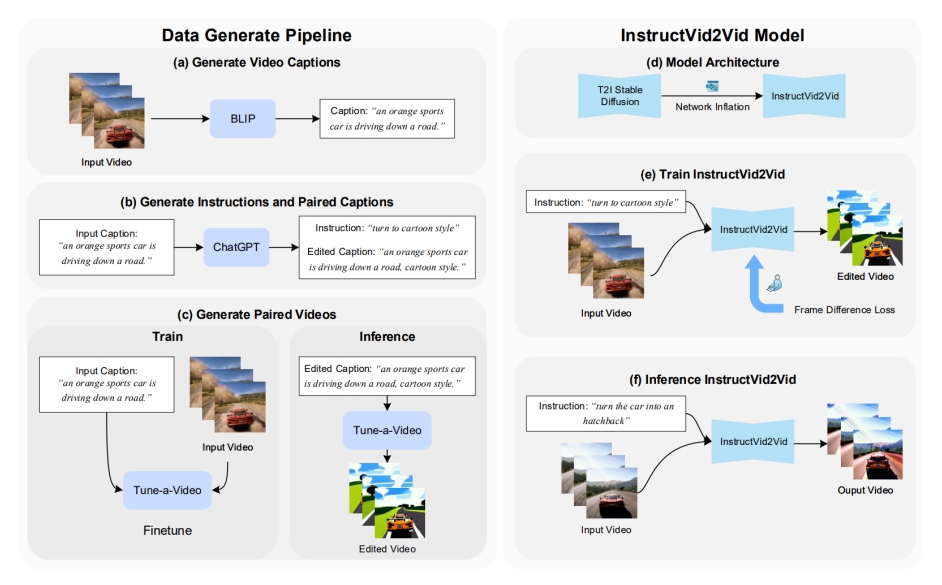 Data Generate Pipeline
(a) Generate Video Captions
Input Video
BLIP
Caption: “an orange sports
car is driving down a road.”
(b) Generate Instructions and Paired Captions
Input Caption:
“an orange sports car is
driving down a road.”
ChatGPT
Instruction: “turn to cartoon style”
Edited Caption: “an orange sports car
is driving down a road, cartoon style.”
(c) Generate Paired Videos
Train
Input Caption:
“an orange sports car is
driving down a road.”
Input Video
Tune-a-Video
Finetune
Inference
Edited Caption: “an orange sports car
is driving down a road, cartoon style.”
Tune-a-Video
Edited Video
InstructVid2Vid Model
(d) Model Architecture
T2I Stable
Diffusion
Network Inflation
InstructVid2Vid
(e) Train InstructVid2Vid
Instruction: “turn to cartoon style”
Input Video
InstructVid2Vid
Edited Video
Frame Difference Loss
(f) Inference InstructVid2Vid
Instruction: “turn the car into an
hatchback”
Input Video
InstructVid2Vid
Ouput Video